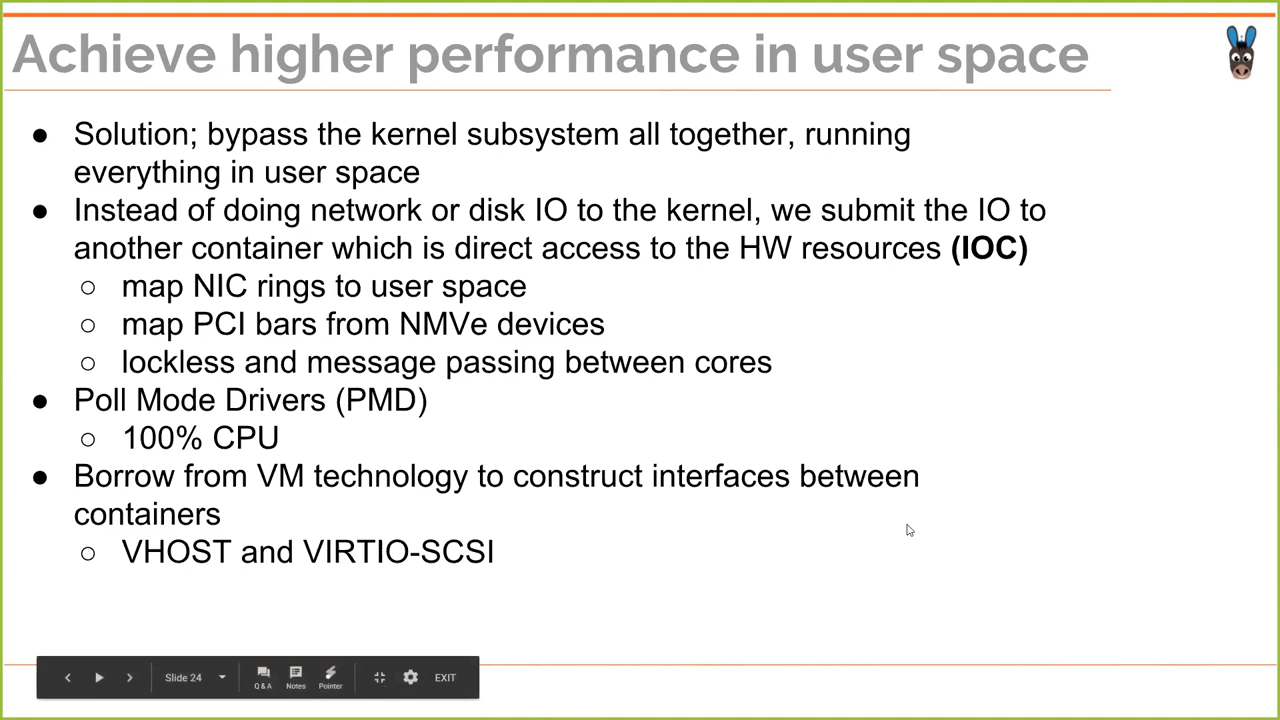 Achieve higher performance in user space
● Solution; bypass the kernel subsystem all together, running
everything in user space
● Instead of doing network or disk IO to the kernel, we submit the IO to
another container which is direct access to the HW resources (IOC)
○ map NIC rings to user space
○ map PCI bars from NMVe devices
○ lockless and message passing between cores
● Poll Mode Drivers (PMD)
○ 100% CPU
● Borrow from VM technology to construct interfaces between
containers
○ VHOST and VIRTIO-SCSI
Slide 24
Q & A
Notes
Pointer
EXIT